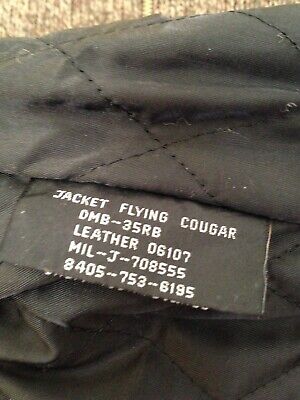 JACKET FLYING COUGAR
DMB-35RB
LEATHER 06107
MIL-J-708555
8405-753-6195